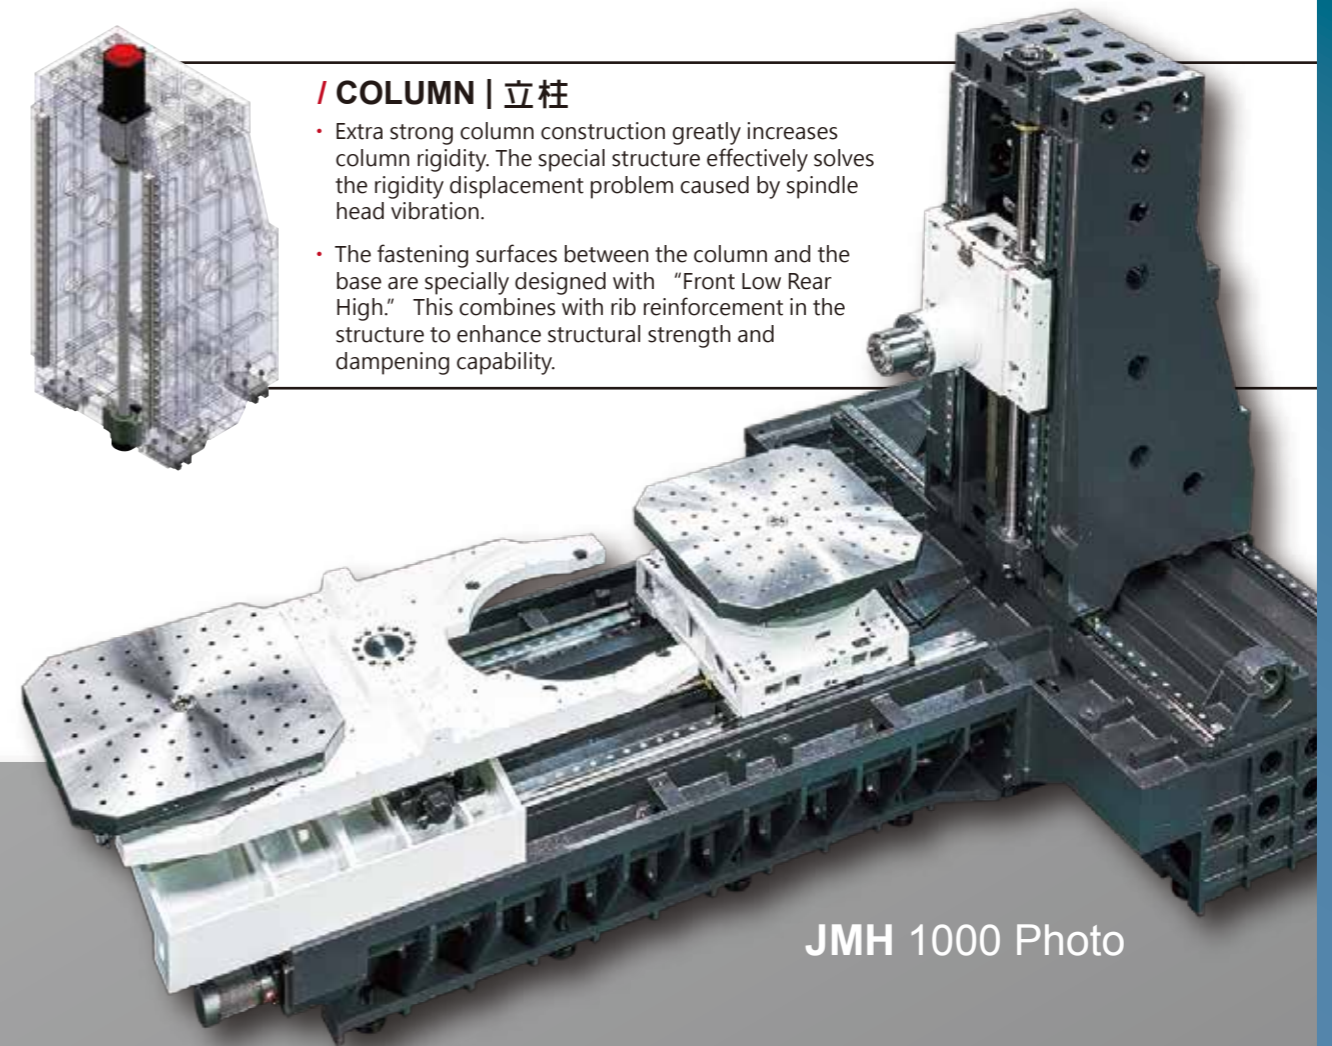 / COLUMN | 立柱
• Extra strong column construction greatly increases
column rigidity. The special structure effectively solves
the rigidity displacement problem caused by spindle
head vibration.
• The fastening surfaces between the column and the
base are specially designed with “Front Low Rear
High.” This combines with rib reinforcement in the
structure to enhance structural strength and
dampening capability.
JMH 1000 Photo